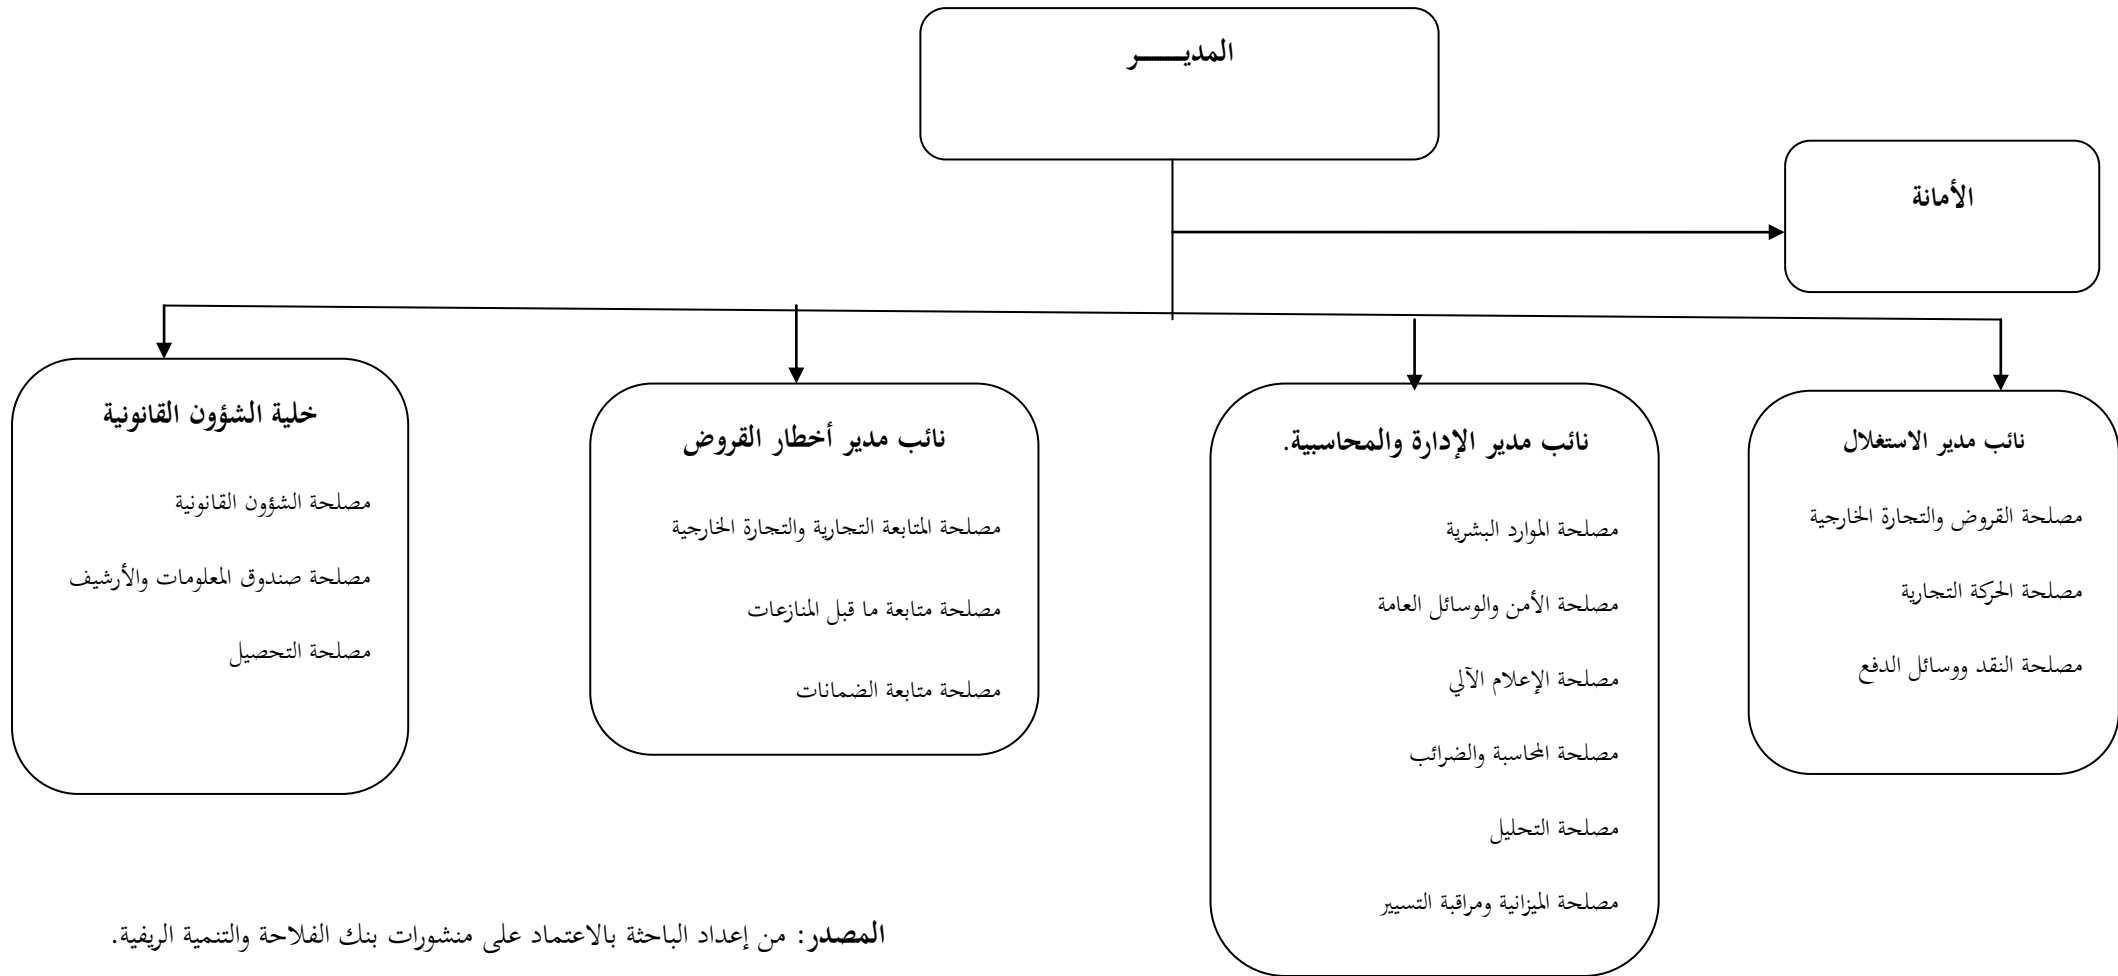 المديـــــر
الأمانة
نائب مدير الاستغلال
مصلحة القروض والتجارة الخارجية
مصلحة الحركة التجارية
مصلحة النقد ووسائل الدفع
نائب مدير الإدارة والمحاسبية.
مصلحة الموارد البشرية
مصلحة الأمن والوسائل العامة
مصلحة الإعلام الآلي
مصلحة المحاسبة والضرائب
مصلحة التحليل
مصلحة الميزانية ومراقبة التسيير
نائب مدير أخطار القروض
مصلحة المتابعة التجارية والتجارة الخارجية
مصلحة متابعة ما قبل المنازعات
مصلحة متابعة الضمانات
خلية الشؤون القانونية
مصلحة الشؤون القانونية
مصلحة صندوق المعلومات والأرشيف
مصلحة التحصيل
المصدر: من إعداد الباحثة بالاعتماد على منشورات بنك الفلاحة والتنمية الريفية.